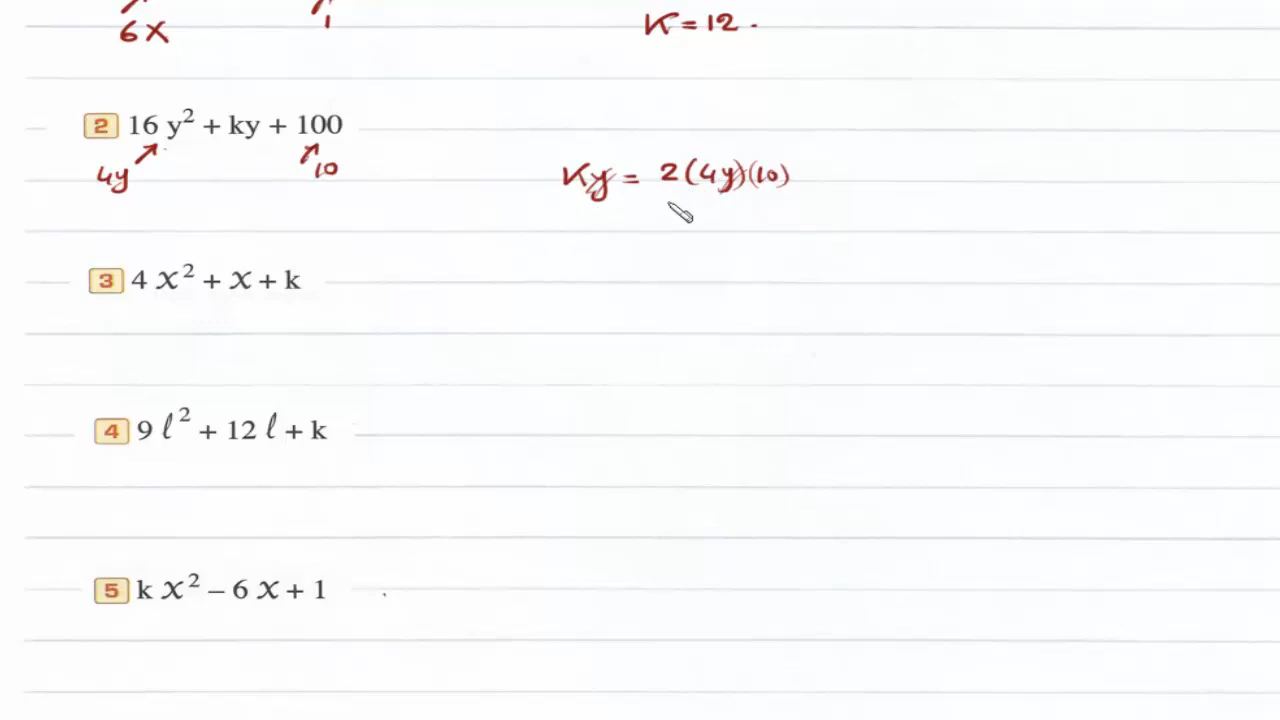 6x 1 K = 12 .
2 16 y² + ky + 100
4y 10 Ky = 2(4y)(10)
3 4 x² + x + k
4 9 ℓ² + 12 ℓ + k
5 k x² – 6 x + 1